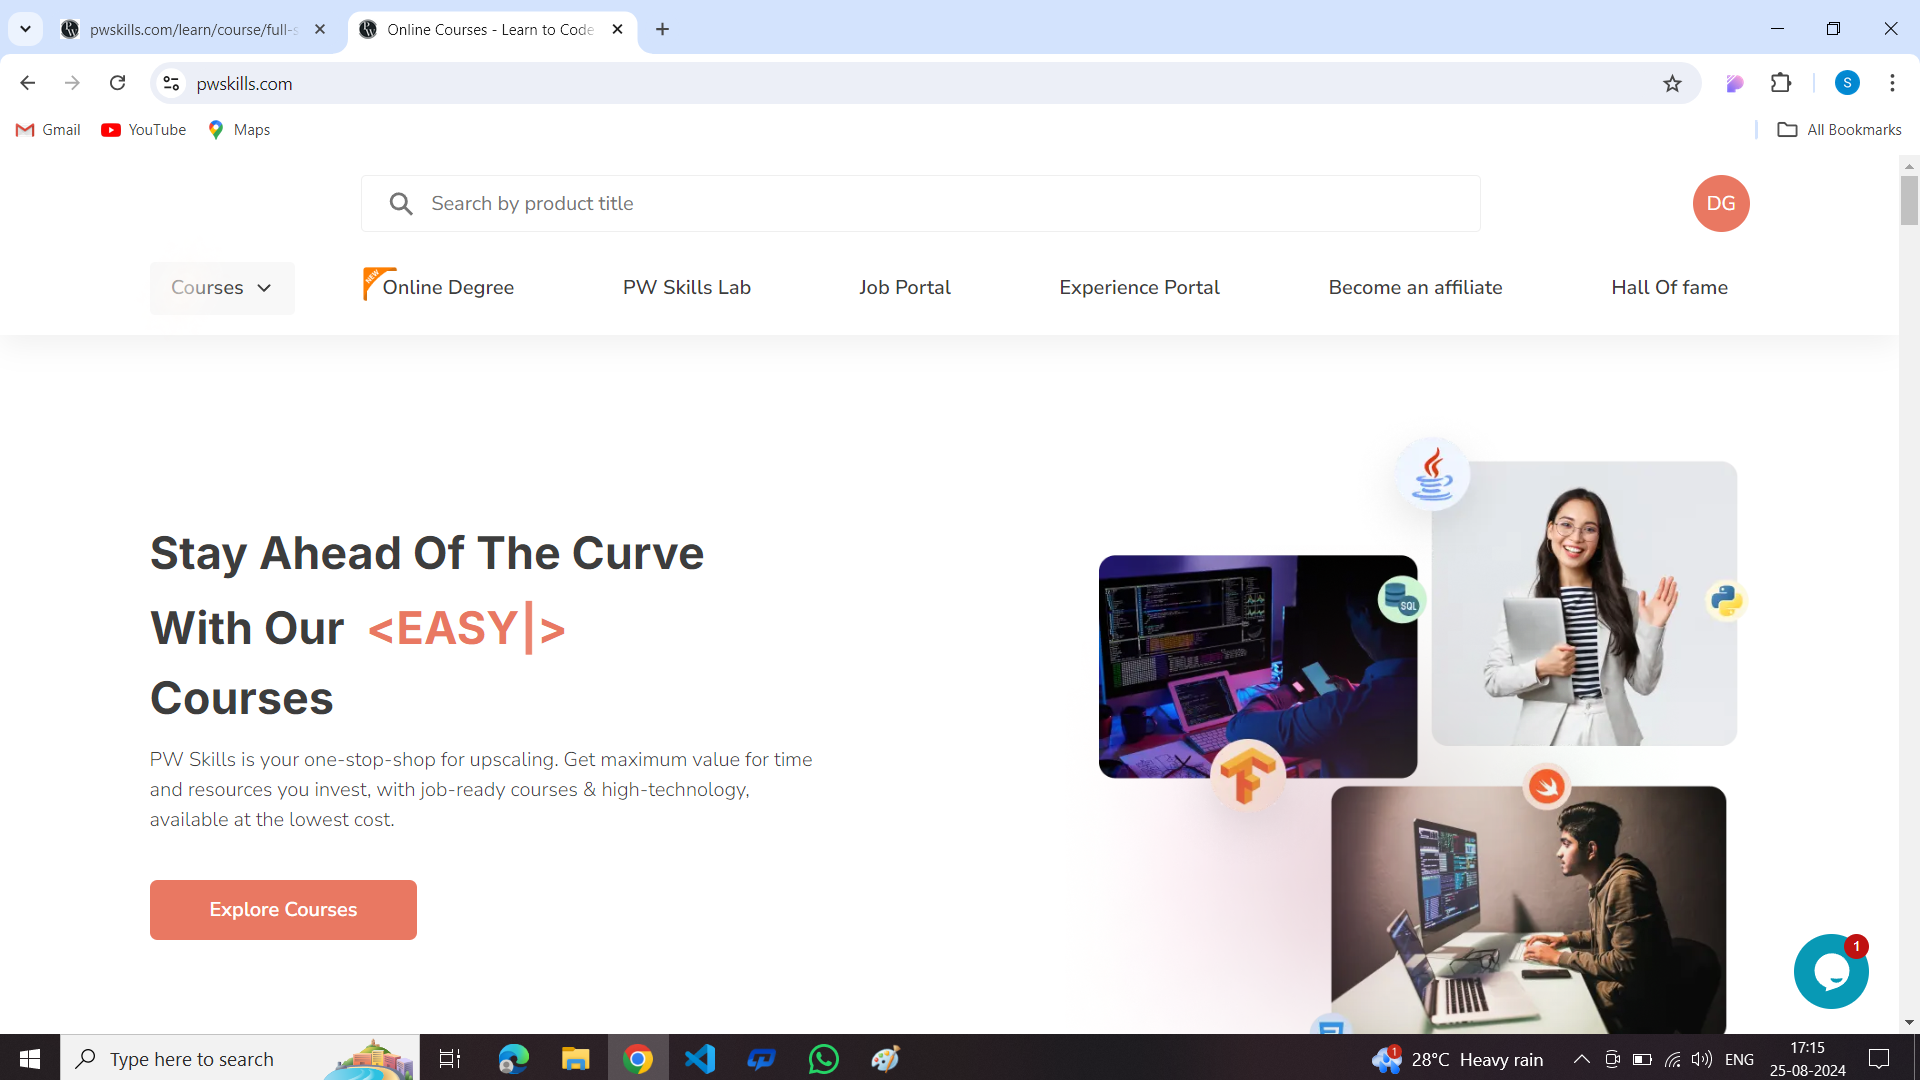 pwskills.com/learn/course/full-s
Online Courses - Learn to Code
pwskills.com
S
Gmail
YouTube
Maps
All Bookmarks
Search by product title
DG
Courses
NEW
Online Degree
PW Skills Lab
Job Portal
Experience Portal
Become an affiliate
Hall Of fame
Stay Ahead Of The Curve
With Our <EASY|>
Courses
PW Skills is your one-stop-shop for upscaling. Get maximum value for time
and resources you invest, with job-ready courses & high-technology,
available at the lowest cost.
Explore Courses
SQL
1
Type here to search
1
28°C Heavy rain
ENG
17:15
25-08-2024